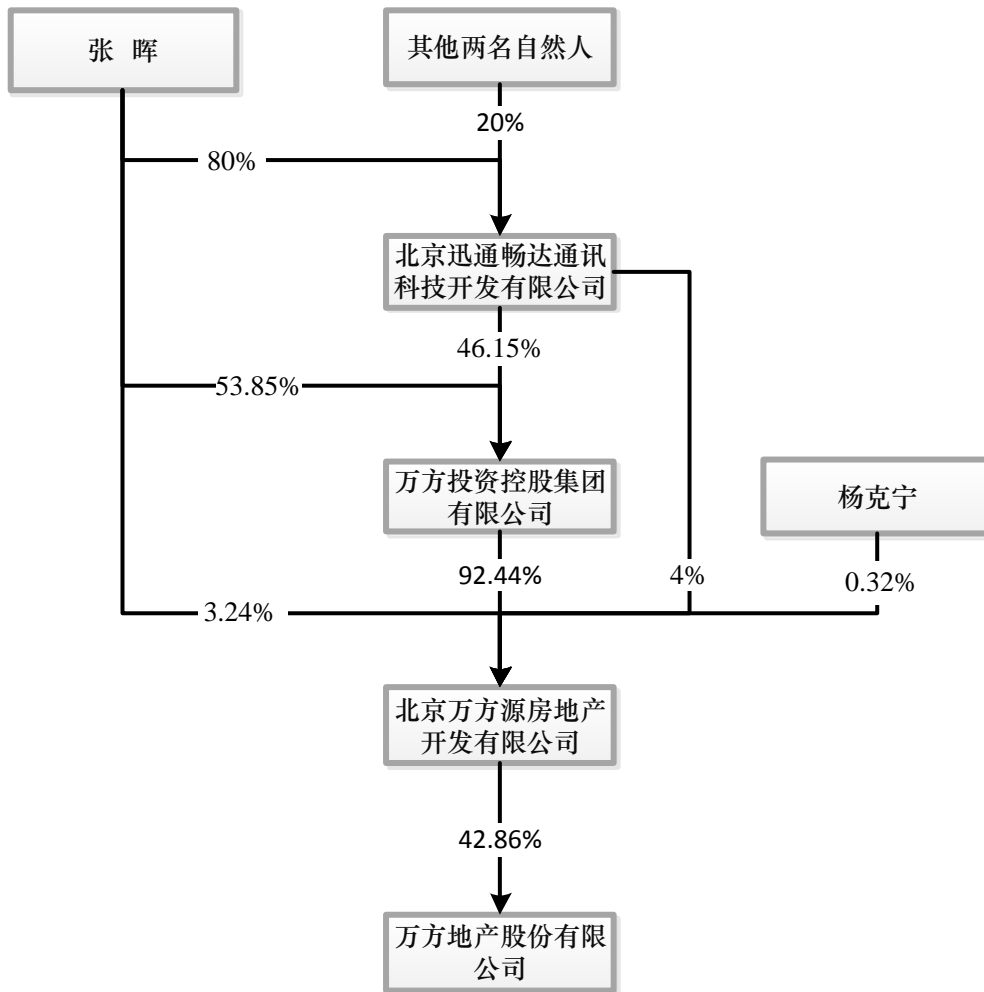 张 晖
其他两名自然人
20%
80%
北京迅通畅达通讯
科技开发有限公司
46.15%
53.85%
万方投资控股集团
有限公司
杨克宁
92.44%
4%
0.32%
3.24%
北京万方源房地产
开发有限公司
42.86%
万方地产股份有限
公司